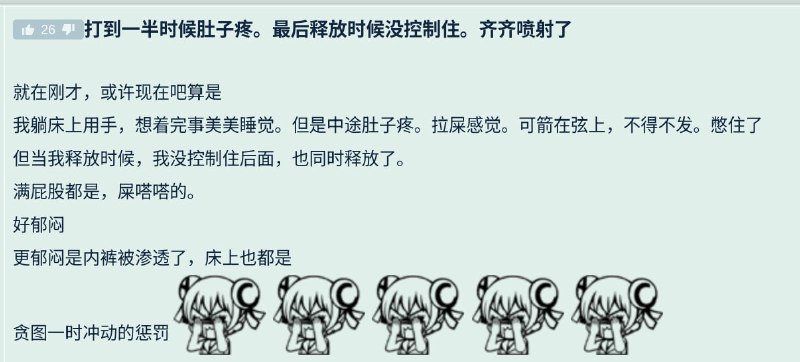 26 打到一半时候肚子疼。最后释放时候没控制住。齐齐喷射了
就在刚才，或许现在吧算是
我躺床上用手，想着完事美美睡觉。但是中途肚子疼。拉屎感觉。可箭在弦上，不得不发。憋住了
但当我释放时候，我没控制住后面，也同时释放了。
满屁股都是，屎嗒嗒的。
好郁闷
更郁闷是内裤被渗透了，床上也都是
贪图一时冲动的惩罚